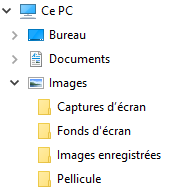 Ce PC
Bureau
Documents
Images
Captures d’écran
Fonds d’écran
Images enregistrées
Pellicule